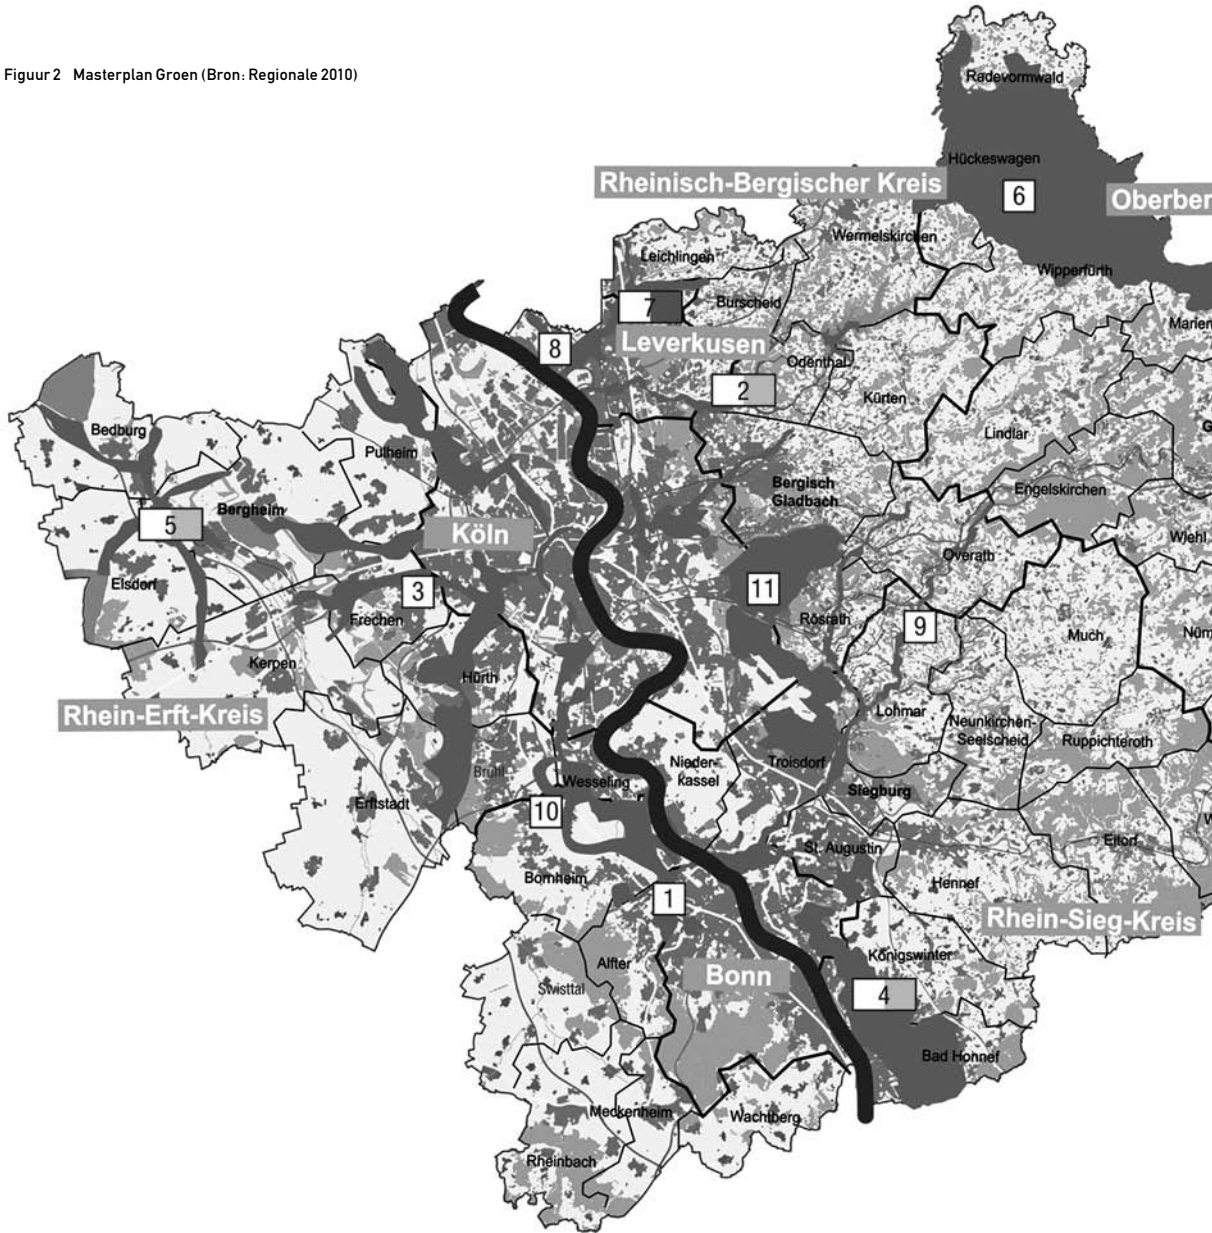 Figuur 2 Masterplan Groen (Bron: Regionale 2010)
Radevormwald
Hückeswagen
Rheinisch-Bergischer Kreis
6
Oberber
Wermelskirchen
Leichlingen
Wipperfürth
7
Burscheid
Marien
Leverkusen
8
Odenthal
2
Kürten
Bedburg
Lindlar
G
Pulheim
Bergisch
Gladbach
Engelskirchen
Bergheim
5
Köln
Wiehl
Overath
Elsdorf
3
11
Frechen
Rösrath
9
Much
Nüm
Kerpen
Hürth
Rhein-Erft-Kreis
Lohmar
Neunkirchen-
Seelscheid
Ruppichteroth
Nieder-
kassel
Troisdorf
Brühl
Wesseling
Siegburg
Erftstadt
10
W
St. Augustin
Eitorf
Bornheim
Hennef
1
Rhein-Sieg-Kreis
Königswinter
Alfter
Bonn
Swisttal
4
Bad Honnef
Meckenheim
Wachtberg
Rheinbach